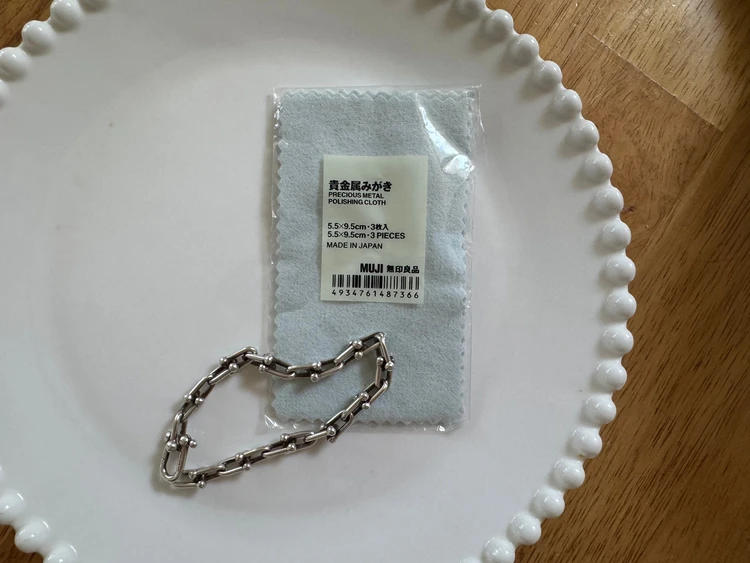 貴金属みがき
PRECIOUS METAL
POLISHING CLOTH
5.5×9.5cm・3枚入
5.5×9.5cm・3 PIECES
MADE IN JAPAN
MUJI 無印良品
4934761487366